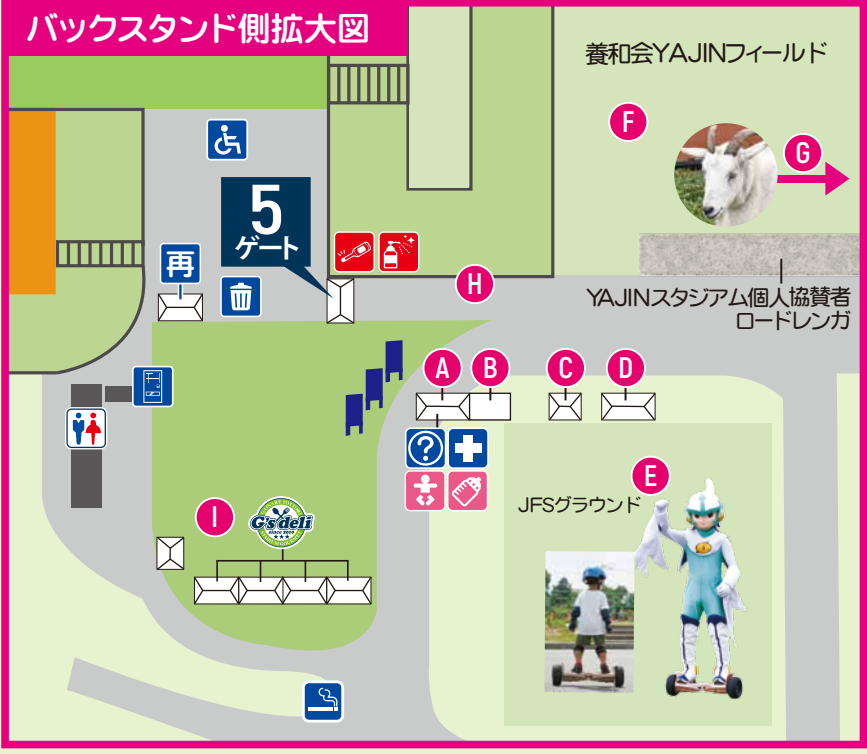 バックスタンド側拡大図
養和会YAJINフィールド
F
G
5
ゲート
再
H
YAJINスタジアム個人協賛者
ロードレンガ
A
B
C
D
?
E
JFSグラウンド
I
G'sdeli
since 2010